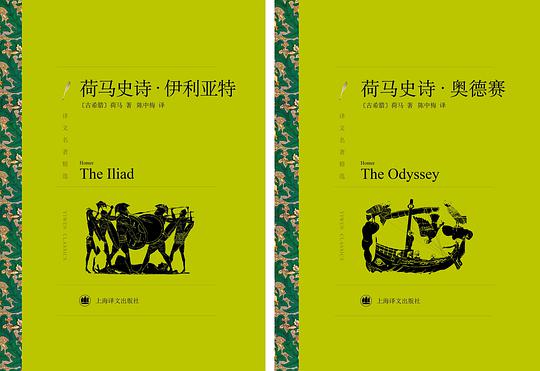 荷马史诗·伊利亚特
〔古希腊〕荷马 著 陈中梅 译
译文名著精选
Homer
The Iliad
YIWEN CLASSICS
上海译文出版社
荷马史诗·奥德赛
〔古希腊〕荷马 著 陈中梅 译
译文名著精选
Homer
The Odyssey
YIWEN CLASSICS
上海译文出版社